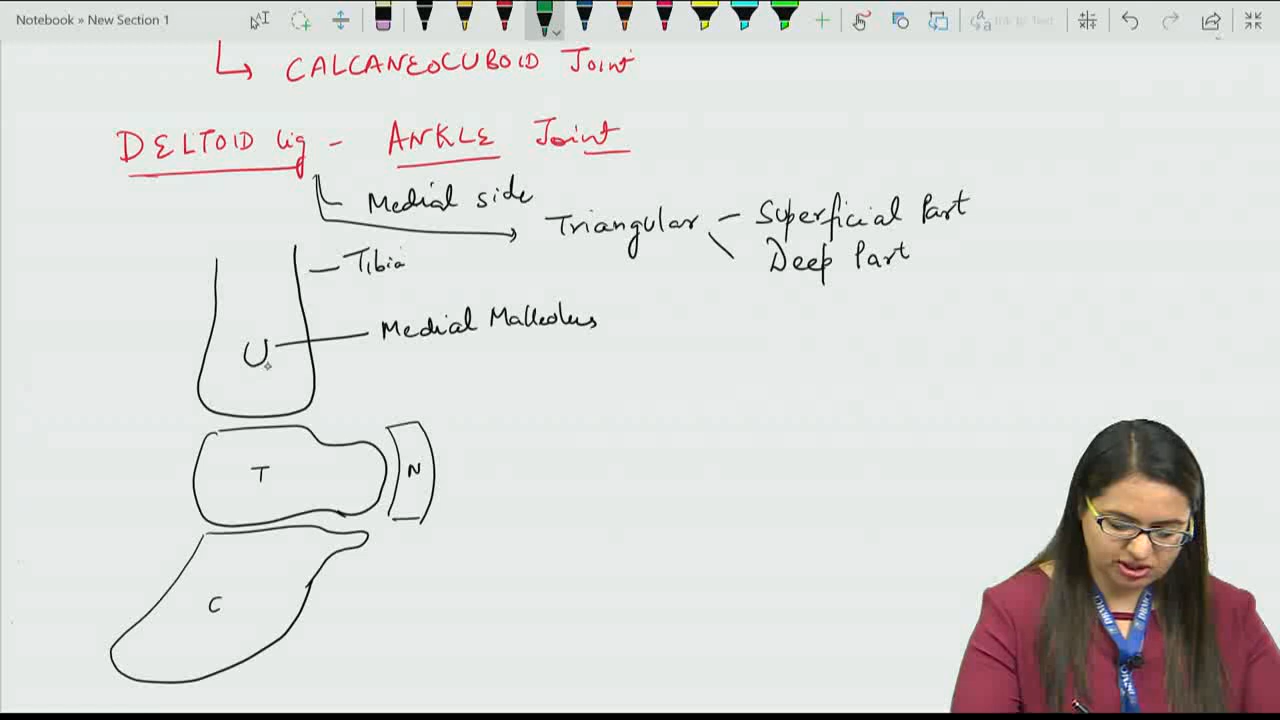 Notebook » New Section 1
CALCANEOCUBOID Joint
DELTOID lig - ANKLE Joint
Medial side
Triangular - Superficial Part
Deep Part
Tibia
Medial Malleolus
U
T
N
C